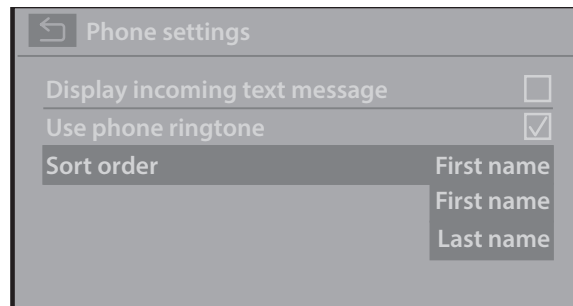 Phone settings
Display incoming text message
Use phone ringtone
Sort order First name
First name
Last name